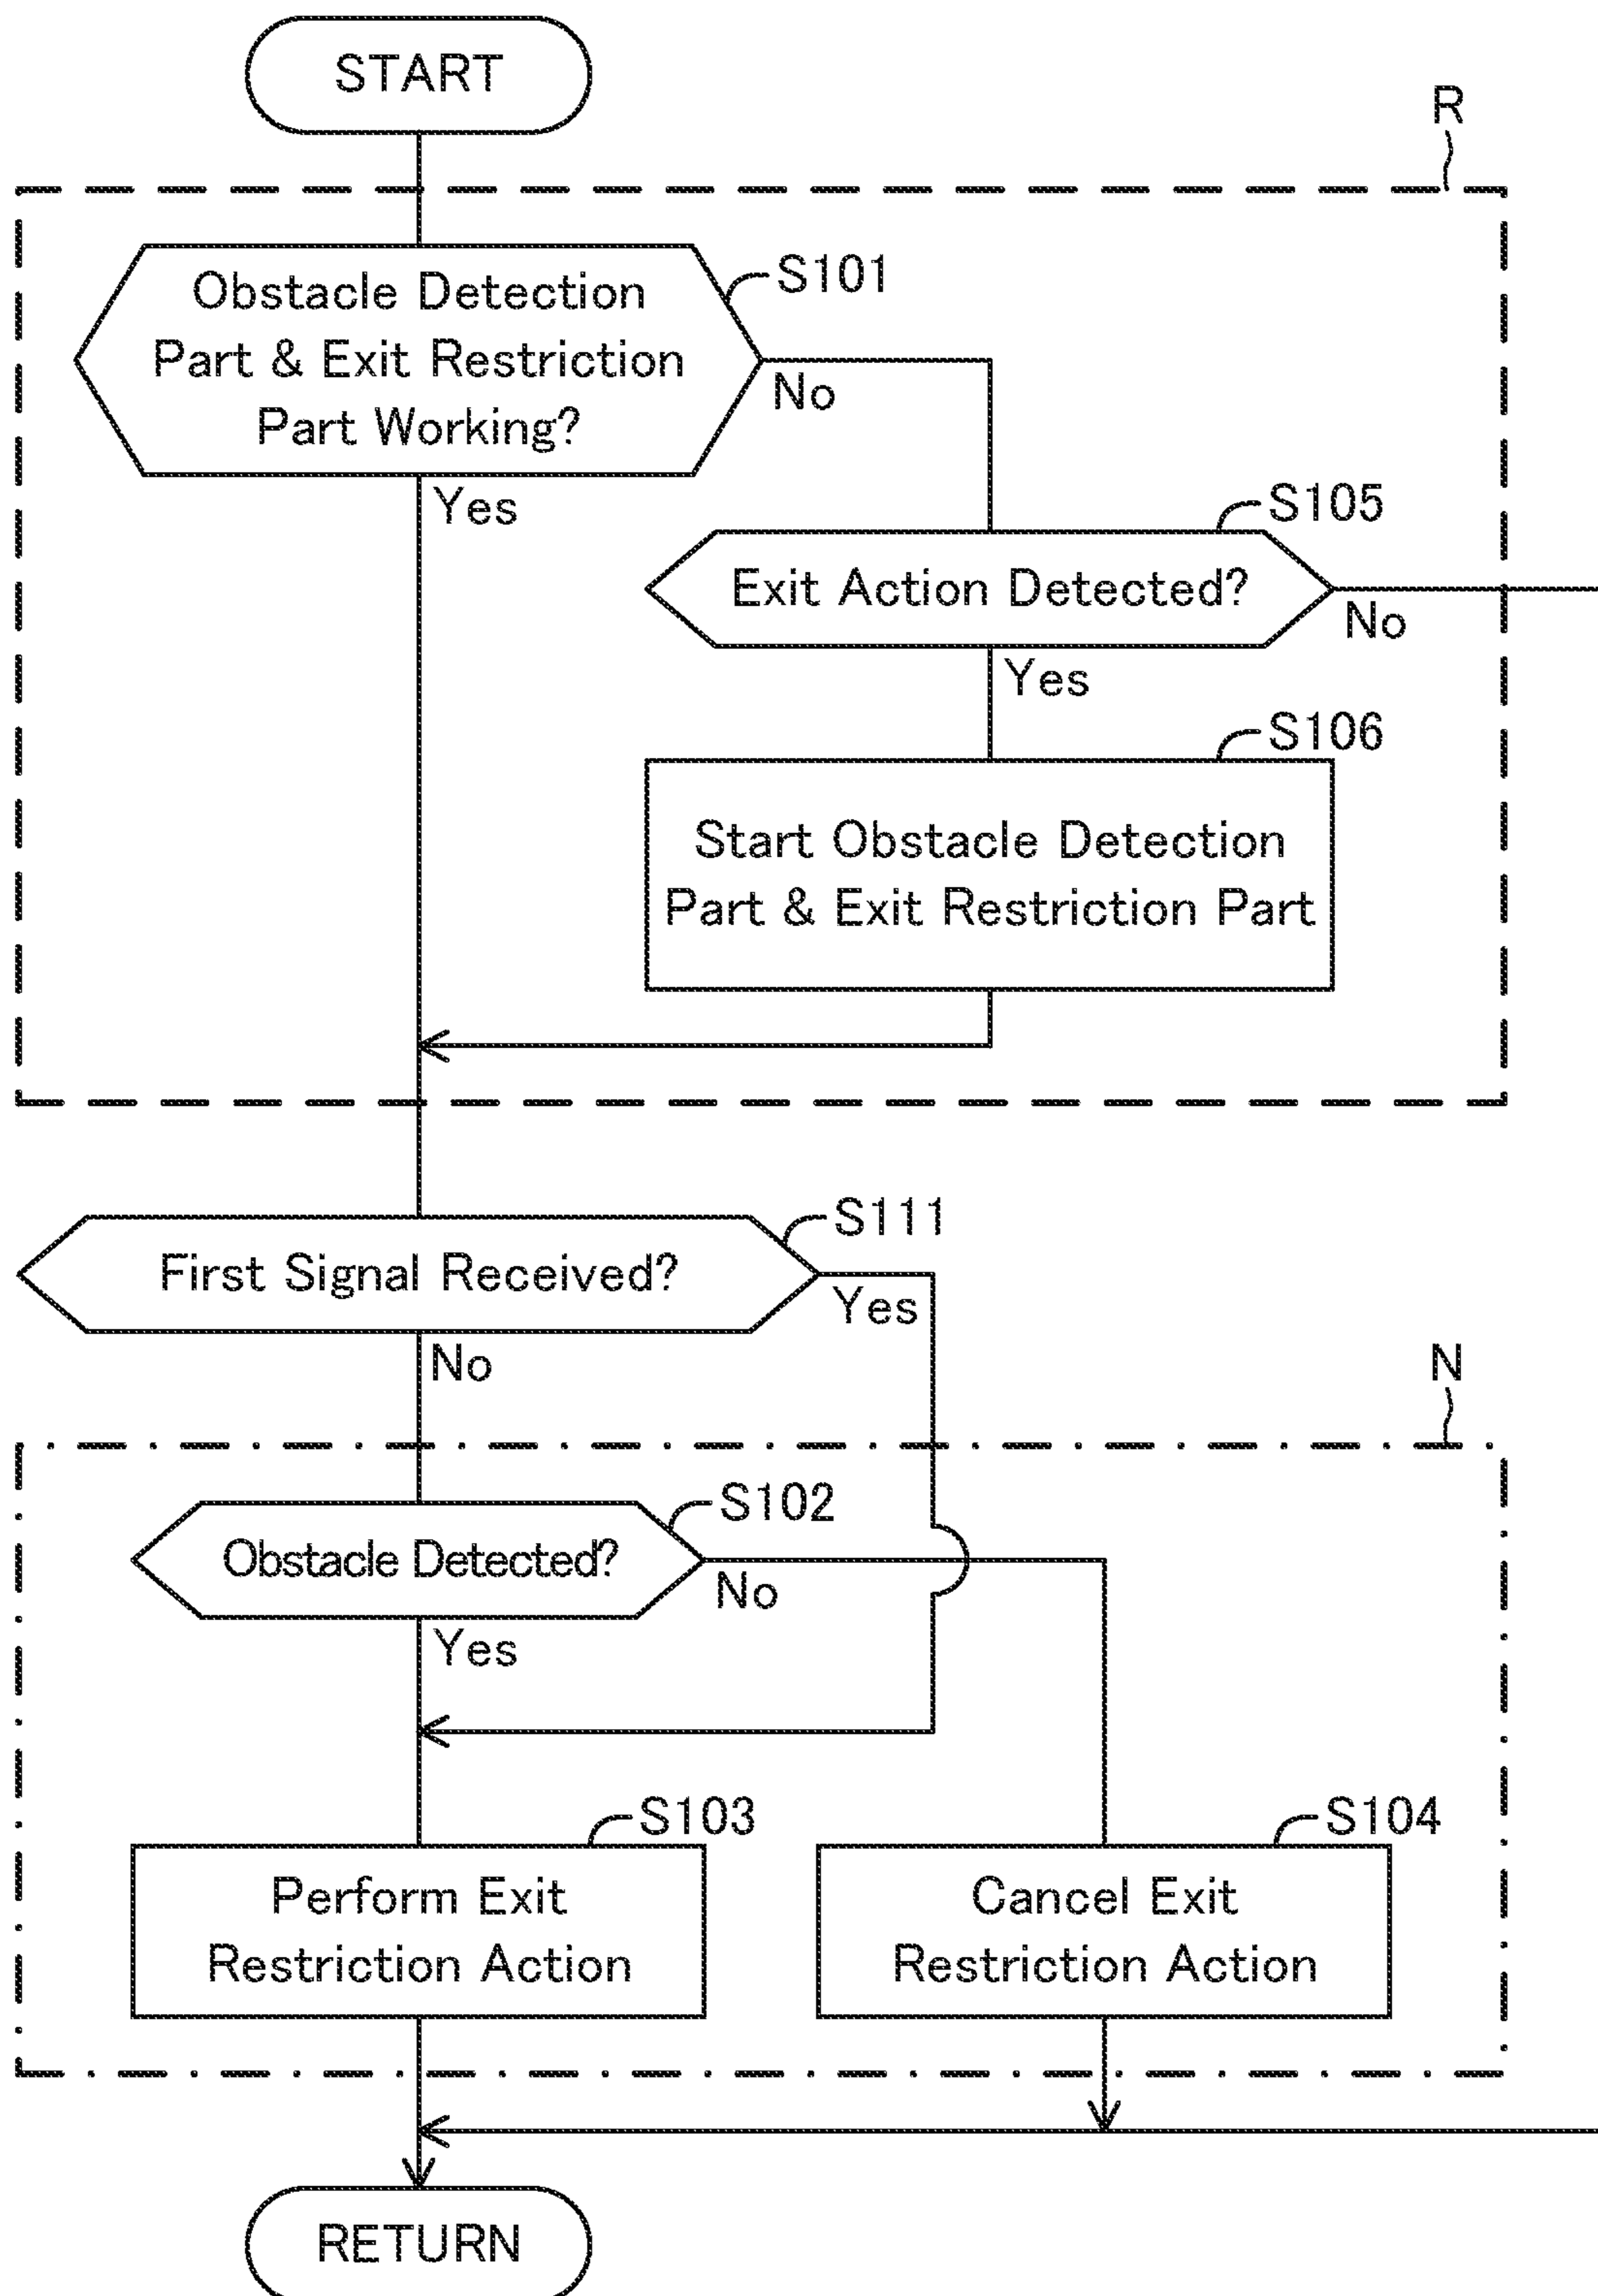 START
R
Obstacle Detection
Part & Exit Restriction
Part Working?
S101
No
Yes
S105
Exit Action Detected?
No
Yes
S106
Start Obstacle Detection
Part & Exit Restriction Part
S111
First Signal Received?
Yes
No
N
S102
Obstacle Detected?
No
Yes
S103
Perform Exit
Restriction Action
S104
Cancel Exit
Restriction Action
RETURN